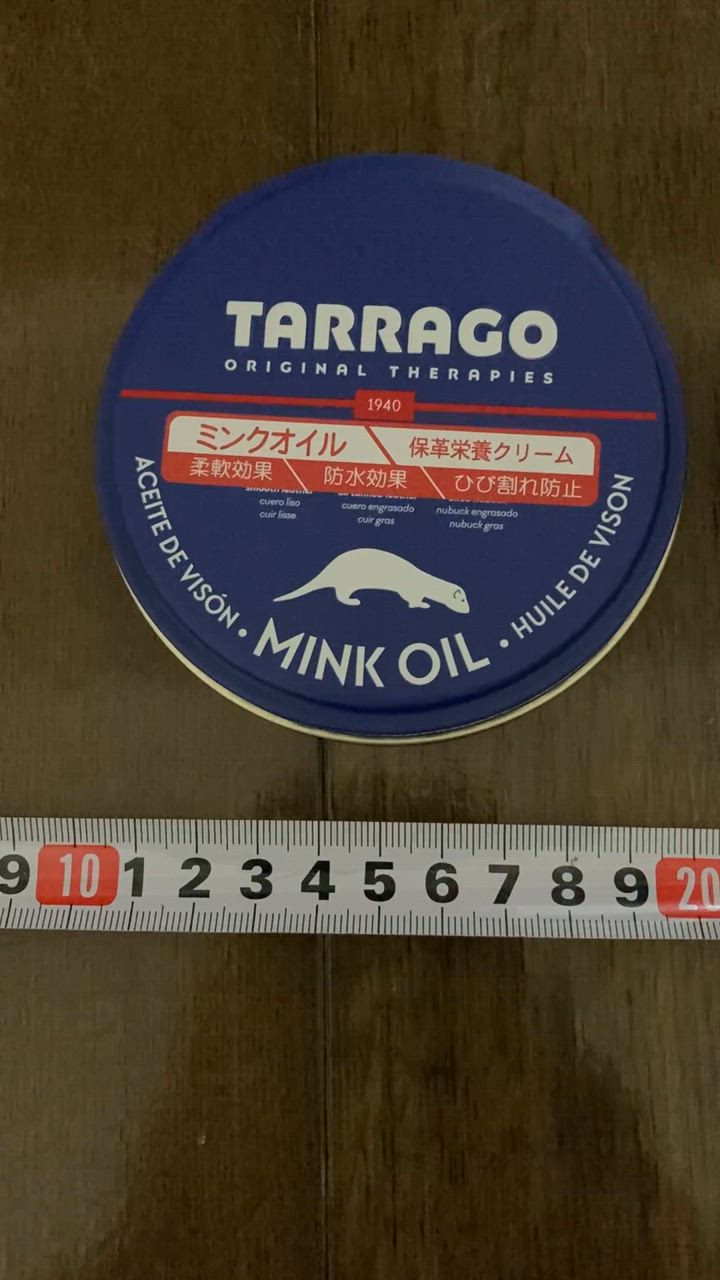 TARRAGO
ORIGINAL THERAPIES
1940
ミンクオイル 保革栄養クリーム
柔軟効果 防水効果 ひび割れ防止
cuero liso
cuir lisse
cuero engrasado
cuir gras
nubuck engrasado
nubuck gras
ACEITE DE VISÓN • MINK OIL • HUILE DE VISON
9 10 1 2 3 4 5 6 7 8 9 20